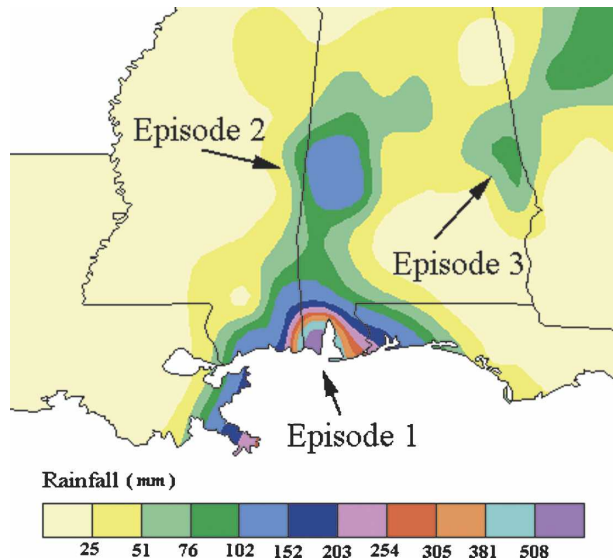 Episode 2
Episode 3
Episode 1
Rainfall (mm)
25 51 76 102 152 203 254 305 381 508